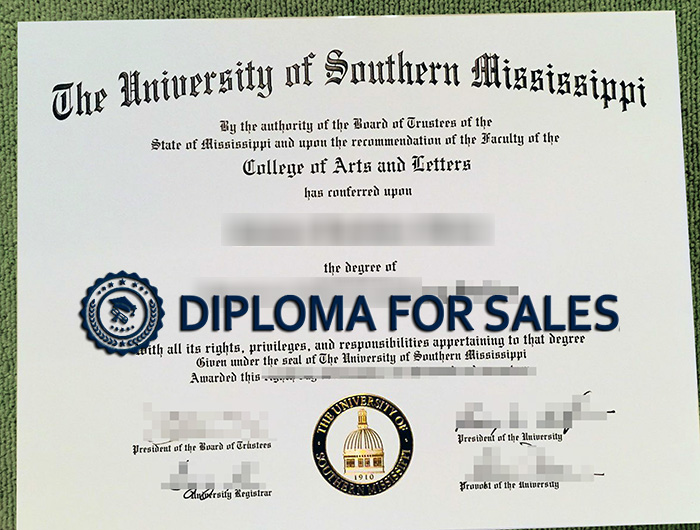 The University of Southern Mississippi
By the authority of the Board of Trustees of the
State of Mississippi and upon the recommendation of the Faculty of the
College of Arts and Letters
has conferred upon
the degree of
DIPLOMA FOR SALES
with all its rights, privileges, and responsibilities appertaining to that degree
Given under the seal of The University of Southern Mississippi
Awarded this
President of the Board of Trustees
THE UNIVERSITY OF
SOUTHERN MISSISSIPPI
1910
President of the University
University Registrar
Provost of the University